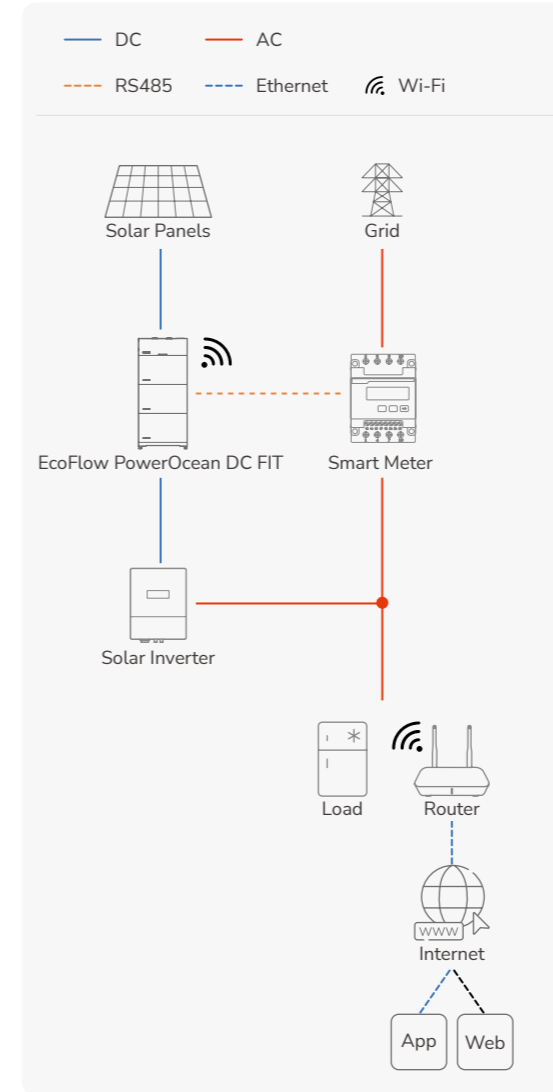 DC
AC
RS485
Ethernet
Wi-Fi
Solar Panels
Grid
EcoFlow PowerOcean DC FIT
Smart Meter
Solar Inverter
Load
Router
WWW
Internet
App
Web